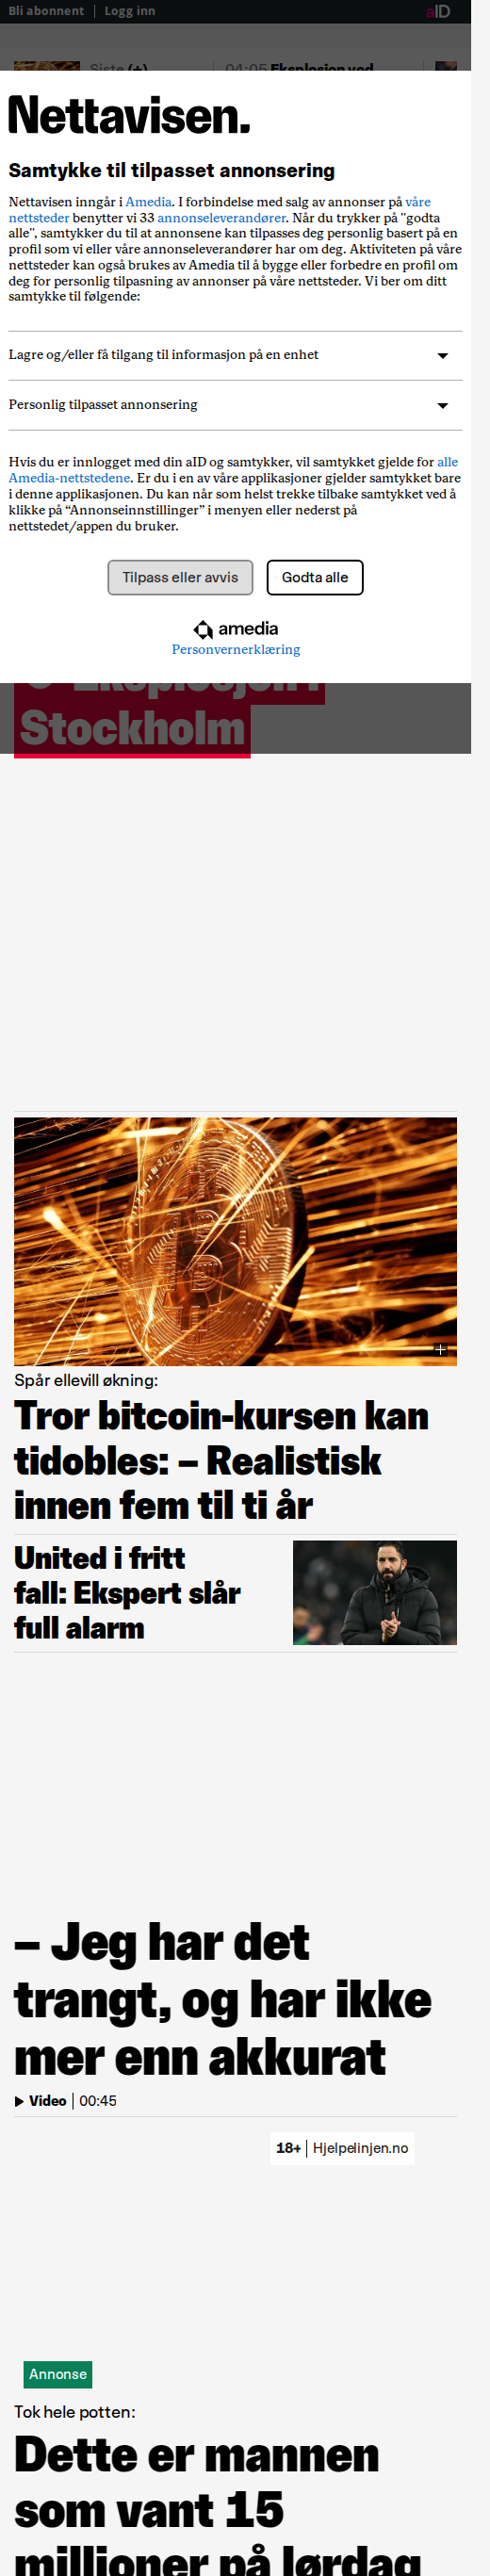 Bli abonnent | Logg inn
aID
Siste (+)
04:05 Eksplosjon ved
Nettavisen.
Samtykke til tilpasset annonsering
Nettavisen inngår i Amedia. I forbindelse med salg av annonser på våre
nettsteder benytter vi 33 annonseleverandører. Når du trykker på "godta
alle", samtykker du til at annonsene kan tilpasses deg personlig basert på en
profil som vi eller våre annonseleverandører har om deg. Aktiviteten på våre
nettsteder kan også brukes av Amedia til å bygge eller forbedre en profil om
deg for personlig tilpasning av annonser på våre nettsteder. Vi ber om ditt
samtykke til følgende:
Lagre og/eller få tilgang til informasjon på en enhet
Personlig tilpasset annonsering
Hvis du er innlogget med din aID og samtykker, vil samtykket gjelde for alle
Amedia-nettstedene. Er du i en av våre applikasjoner gjelder samtykket bare
i denne applikasjonen. Du kan når som helst trekke tilbake samtykket ved å
klikke på “Annonseinnstillinger” i menyen eller nederst på
nettstedet/appen du bruker.
Tilpass eller avvis
Godta alle
amedia
Personvernerklæring
Eksplosjon i
Stockholm
Spår ellevill økning:
Tror bitcoin-kursen kan
tidobles: – Realistisk
innen fem til ti år
United i fritt
fall: Ekspert slår
full alarm
– Jeg har det
trangt, og har ikke
mer enn akkurat
Video | 00:45
18+ | Hjelpelinjen.no
Annonse
Tok hele potten:
Dette er mannen
som vant 15
millioner på lørdag